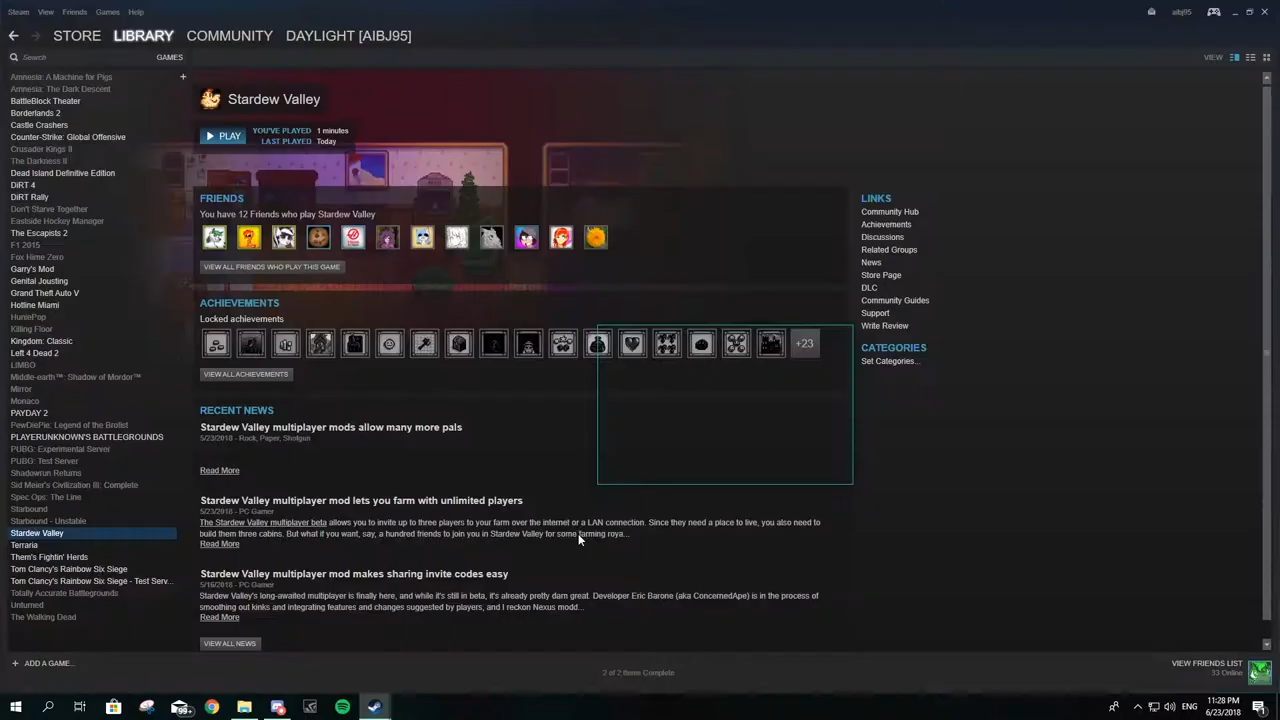 Steam View Friends Games Help aibj95
STORE LIBRARY COMMUNITY DAYLIGHT [AIBJ95]
Search GAMES VIEW
Amnesia: A Machine for Pigs
Amnesia: The Dark Descent
BattleBlock Theater
Borderlands 2
Castle Crashers
Counter-Strike: Global Offensive
Crusader Kings II
The Darkness II
Dead Island Definitive Edition
DiRT 4
DiRT Rally
Don't Starve Together
Eastside Hockey Manager
The Escapists 2
F1 2015
Fox Hime Zero
Garry's Mod
Genital Jousting
Grand Theft Auto V
Hotline Miami
HuniePop
Killing Floor
Kingdom: Classic
Left 4 Dead 2
LIMBO
Middle-earth™: Shadow of Mordor™
Mirror
Monaco
PAYDAY 2
PewDiePie: Legend of the Brofist
PLAYERUNKNOWN'S BATTLEGROUNDS
PUBG: Experimental Server
PUBG: Test Server
Shadowrun Returns
Sid Meier's Civilization III: Complete
Spec Ops: The Line
Starbound
Starbound - Unstable
Stardew Valley
Terraria
Them's Fightin' Herds
Tom Clancy's Rainbow Six Siege
Tom Clancy's Rainbow Six Siege - Test Serv...
Totally Accurate Battlegrounds
Unturned
The Walking Dead
+ ADD A GAME...
Stardew Valley
PLAY
YOU'VE PLAYED 1 minutes
LAST PLAYED Today
FRIENDS
You have 12 Friends who play Stardew Valley
VIEW ALL FRIENDS WHO PLAY THIS GAME
ACHIEVEMENTS
Locked achievements
+23
VIEW ALL ACHIEVEMENTS
RECENT NEWS
Stardew Valley multiplayer mods allow many more pals
5/23/2018 - Rock, Paper, Shotgun
Read More
Stardew Valley multiplayer mod lets you farm with unlimited players
5/23/2018 - PC Gamer
The Stardew Valley multiplayer beta allows you to invite up to three players to your farm over the internet or a LAN connection. Since they need a place to live, you also need to
build them three cabins. But what if you want, say, a hundred friends to join you in Stardew Valley for some farming roya...
Read More
Stardew Valley multiplayer mod makes sharing invite codes easy
5/16/2018 - PC Gamer
Stardew Valley's long-awaited multiplayer is finally here, and while it's still in beta, it's already pretty darn great. Developer Eric Barone (aka ConcernedApe) is in the process of
smoothing out kinks and integrating features and changes suggested by players, and I reckon Nexus modd...
Read More
VIEW ALL NEWS
LINKS
Community Hub
Achievements
Discussions
Related Groups
News
Store Page
DLC
Community Guides
Support
Write Review
CATEGORIES
Set Categories...
2 of 2 Items Complete
VIEW FRIENDS LIST
33 Online
99+
ENG
11:28 PM
6/23/2018
1